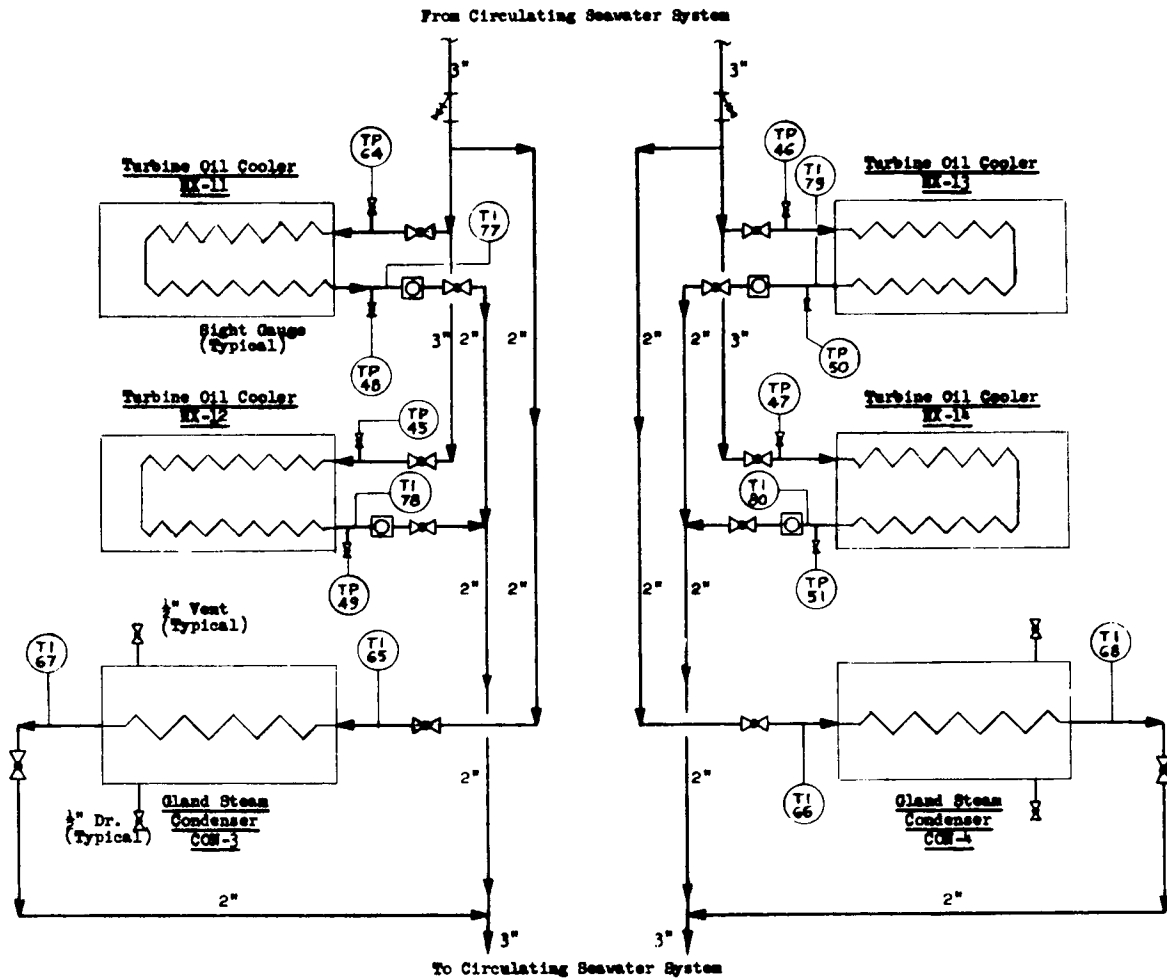 From Circulating Seawater System
3"
3"
TP
64
TP
46
Turbine Oil Cooler
HX-11
TI
77
TI
79
Turbine Oil Cooler
HX-13
Sight Gauge
(Typical)
3"
2"
2"
2"
2"
3"
TP
48
TP
50
Turbine Oil Cooler
HX-12
TP
45
TP
47
Turbine Oil Cooler
HX-14
TI
78
TI
80
TP
49
2"
2"
2"
2"
TP
51
½" Vent
(Typical)
TI
67
TI
65
TI
68
2"
2"
TI
66
½" Dr.
(Typical)
Gland Steam
Condenser
CON-3
Gland Steam
Condenser
CON-4
2"
2"
3"
3"
To Circulating Seawater System